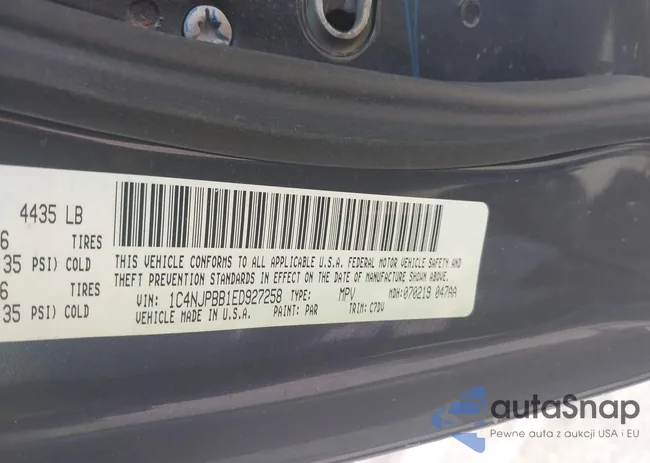 4435 LB
6 TIRES
35 PSI) COLD
6 TIRES
35 PSI) COLD
THIS VEHICLE CONFORMS TO ALL APPLICABLE U.S.A. FEDERAL MOTOR VEHICLE SAFETY AND
THEFT PREVENTION STANDARDS IN EFFECT ON THE DATE OF MANUFACTURE SHOWN ABOVE.
VIN: 1C4NJPBB1ED927258 TYPE: MPV MDH: 070219 047AA
VEHICLE MADE IN U.S.A. PAINT: PAR TRIM: C7DV
autaSnap
Pewne auta z aukcji USA i EU